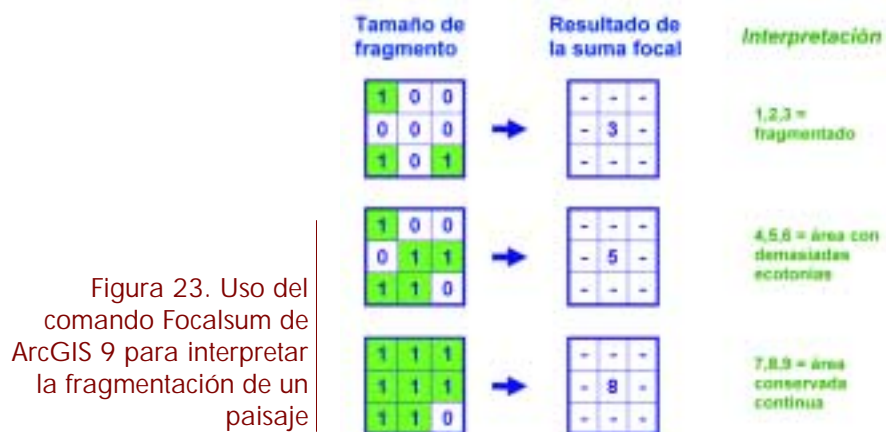 Tamaño de
fragmento
Resultado de
la suma focal
Interpretación
1 0 0
0 0 0
1 0 1
- - -
- 3 -
- - -
1,2,3 =
fragmentado
1 0 0
0 1 1
1 1 0
- - -
- 5 -
- - -
4,5,6 = área con
demasiadas
ecotonías
1 1 1
1 1 1
1 1 0
- - -
- 8 -
- - -
7,8,9 = área
conservada
continua
Figura 23. Uso del
comando Focalsum de
ArcGIS 9 para interpretar
la fragmentación de un
paisaje